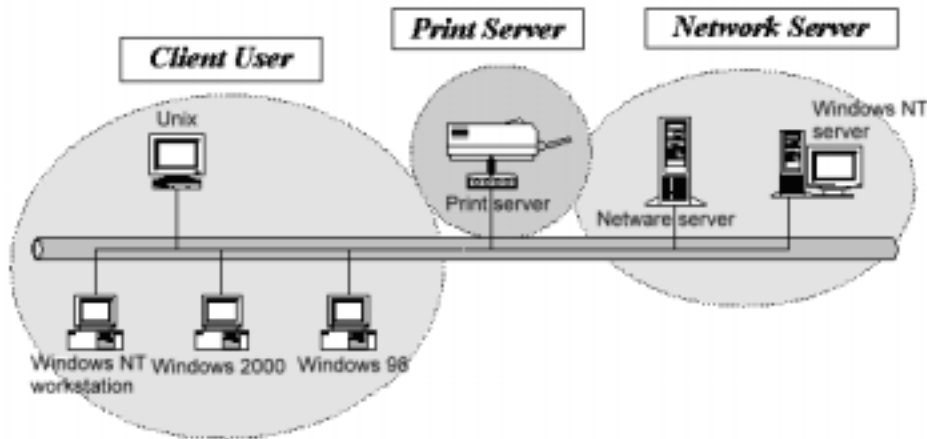 Client User
Print Server
Network Server
Unix
Print server
Netware server
Windows NT
server
Windows NT
workstation
Windows 2000
Windows 98